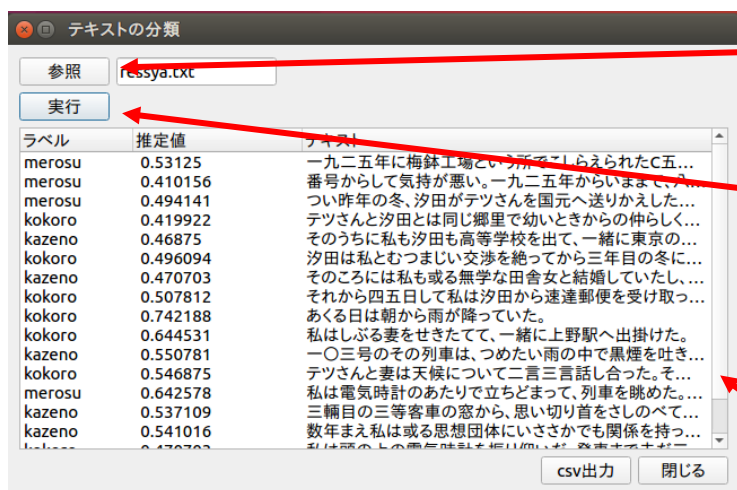 テキストの分類
参照 ressya.txt
実行
ラベル 推定値 テキスト
merosu 0.53125 一九二五年に梅鉢工場という所でこしらえられたC五...
merosu 0.410156 番号からして気持が悪い。一九二五年からいままで、八...
merosu 0.494141 つい昨年の冬、汐田がテツさんを国元へ送りかえした...
kokoro 0.419922 テツさんと汐田とは同じ郷里で幼いときからの仲らしく...
kazeno 0.46875 そのうちに私も汐田も高等学校を出て、一緒に東京の...
kokoro 0.496094 汐田は私とむつまじい交渉を絶ってから三年目の冬に...
kazeno 0.470703 そのころには私も或る無学な田舎女と結婚していたし、...
kokoro 0.507812 それから四五日して私は汐田から速達郵便を受け取っ...
kokoro 0.742188 あくる日は朝から雨が降っていた。
kokoro 0.644531 私はしぶる妻をせきたてて、一緒に上野駅へ出掛けた。
kazeno 0.550781 一〇三号のその列車は、つめたい雨の中で黒煙を吐き...
kokoro 0.546875 テツさんと妻は天候について二言三言話し合った。そ...
merosu 0.642578 私は電気時計のあたりで立ちどまって、列車を眺めた。...
kazeno 0.537109 三輛目の三等客車の窓から、思い切り首をさしのべて...
kazeno 0.541016 数年まえ私は或る思想団体にいささかでも関係を持っ...
csv出力 閉じる